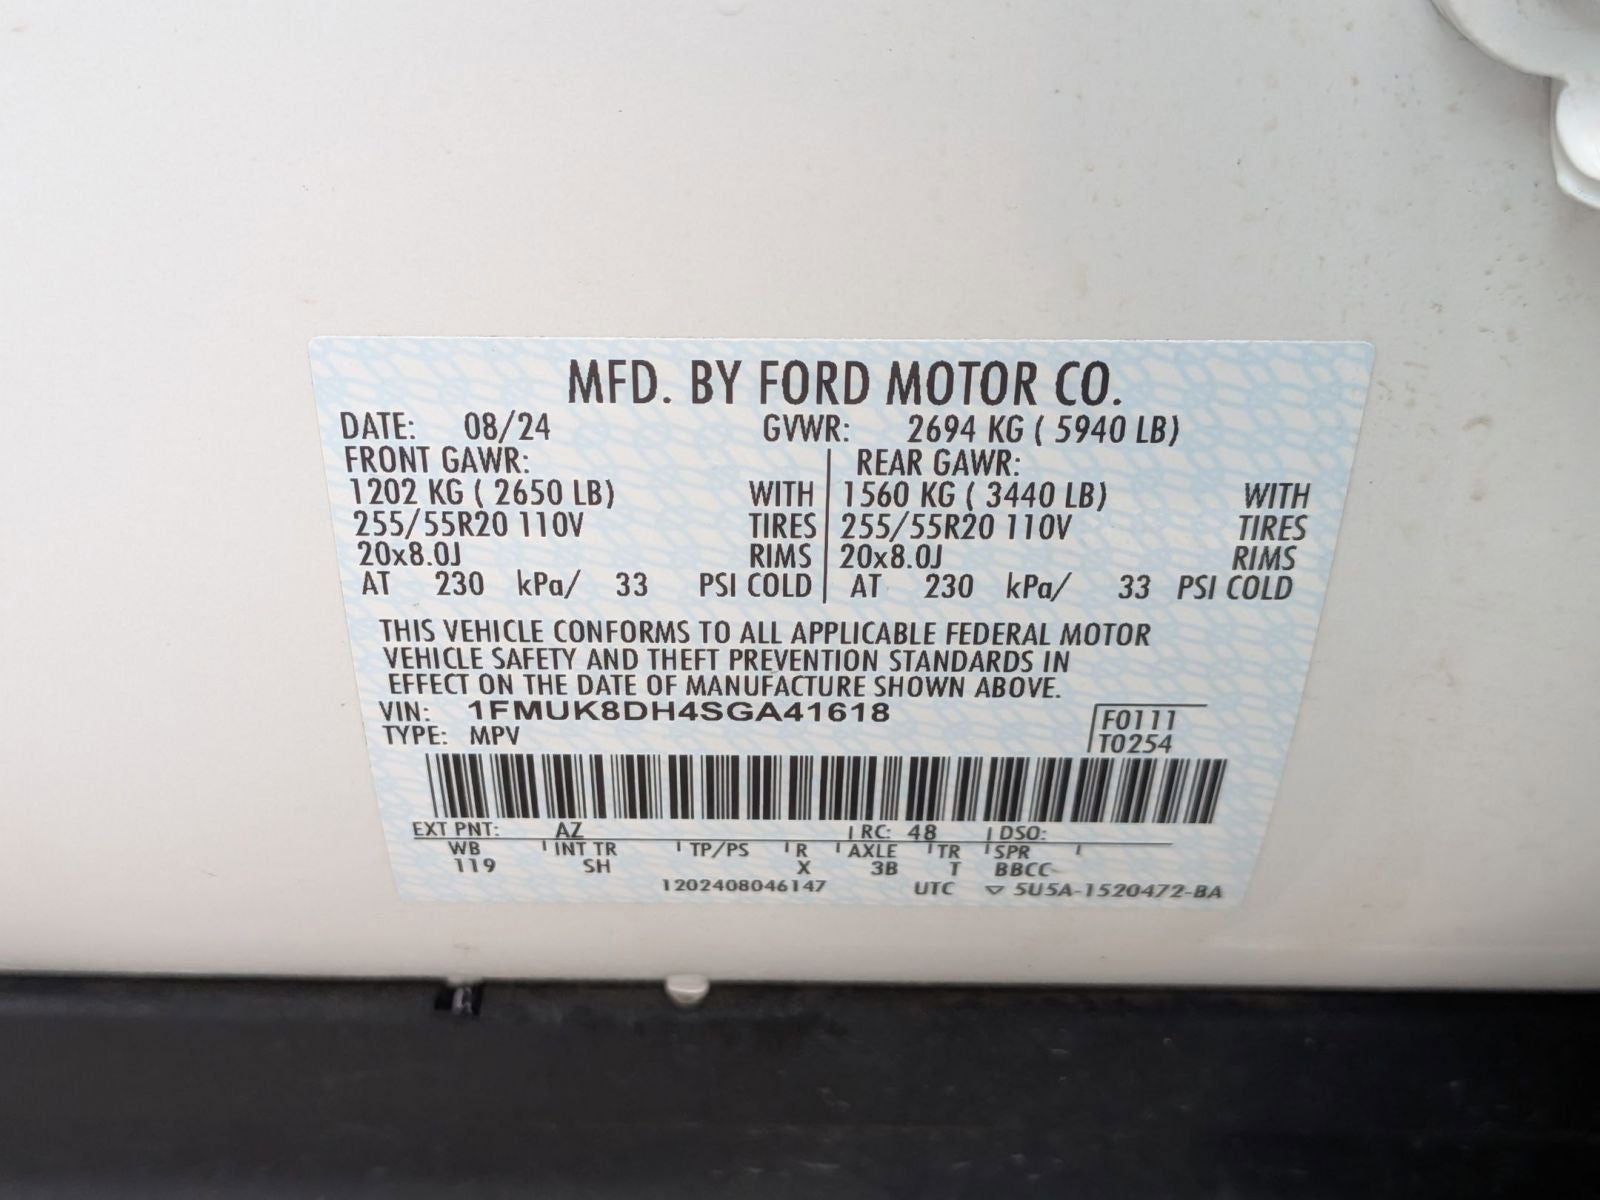 MFD. BY FORD MOTOR CO.
DATE: 08/24 GVWR: 2694 KG ( 5940 LB)
FRONT GAWR: REAR GAWR:
1202 KG ( 2650 LB) WITH 1560 KG ( 3440 LB) WITH
255/55R20 110V TIRES 255/55R20 110V TIRES
20x8.0J RIMS 20x8.0J RIMS
AT 230 kPa/ 33 PSI COLD AT 230 kPa/ 33 PSI COLD
THIS VEHICLE CONFORMS TO ALL APPLICABLE FEDERAL MOTOR
VEHICLE SAFETY AND THEFT PREVENTION STANDARDS IN
EFFECT ON THE DATE OF MANUFACTURE SHOWN ABOVE.
VIN: 1FMUK8DH4SGA41618 F0111
TYPE: MPV T0254
EXT PNT: AZ RC: 48 DSO:
WB INT TR TP/PS R AXLE TR SPR
119 SH X 3B T BBCC
1202408046147 UTC ▽ 5U5A-1520472-BA